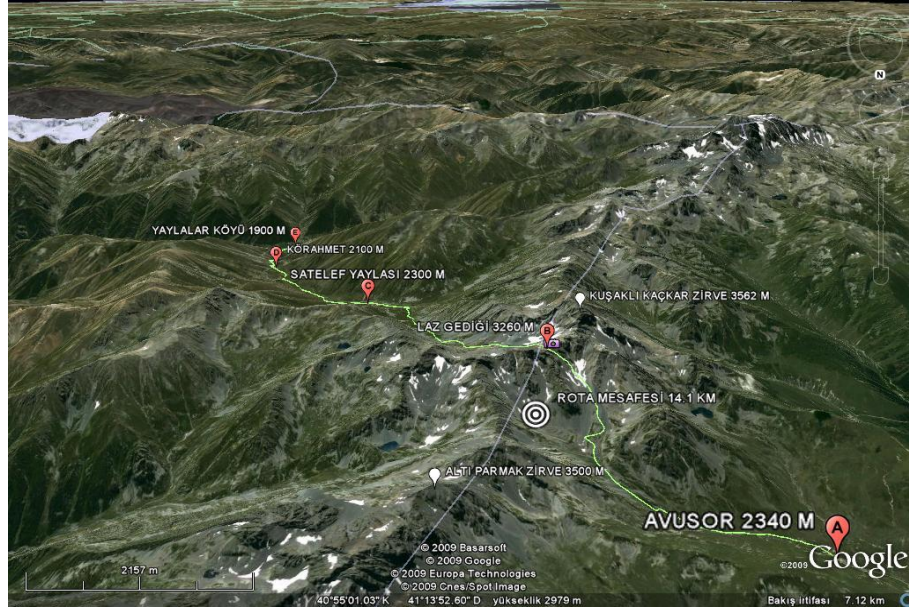 N
YAYLALAR KÖYÜ 1900 M
E
D
KORAHMET 2100 M
SATELEF YAYLASI 2300 M
C
KUŞAKLI KAÇKAR ZİRVE 3562 M
LAZ GEDİĞİ 3260 M
B
ROTA MESAFESİ 14.1 KM
ALTI PARMAK ZİRVE 3500 M
AVUSOR 2340 M
A
© 2009 Basarsoft
© 2009 Google
© 2009 Europa Technologies
© 2009 Cnes/Spot Image
©2009 Google
2157 m
40°55'01.03" K 41°13'52.60" D yükseklik 2979 m
Bakış irtifası 7.12 km